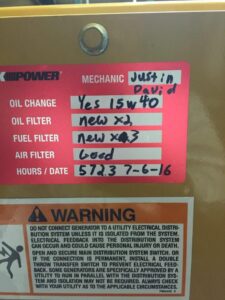 POWER
MECHANIC Justin David
OIL CHANGE Yes 15w40
OIL FILTER new x2
FUEL FILTER new x3
AIR FILTER Good
HOURS / DATE 5723 7-6-16
WARNING
DO NOT CONNECT GENERATOR TO A UTILITY ELECTRICAL DISTRI-
BUTION SYSTEM UNLESS IT IS ISOLATED FROM THE SYSTEM.
ELECTRICAL FEEDBACK INTO THE DISTRIBUTION SYSTEM
CAN OCCUR AND COULD CAUSE PERSONAL INJURY OR DEATH.
OPEN AND SECURE MAIN DISTRIBUTION SYSTEM SWITCH, OR
IF THE CONNECTION IS PERMANENT, INSTALL A DOUBLE
THROW TRANSFER SWITCH TO PREVENT ELECTRICAL FEED-
BACK. SOME GENERATORS ARE SPECIFICALLY APPROVED BY A
UTILITY TO RUN IN PARALLEL WITH THE DISTRIBUTION SYS-
TEM AND ISOLATION MAY NOT BE REQUIRED. ALWAYS CHECK
WITH YOUR UTILITY AS TO THE APPLICABLE CIRCUMSTANCES.